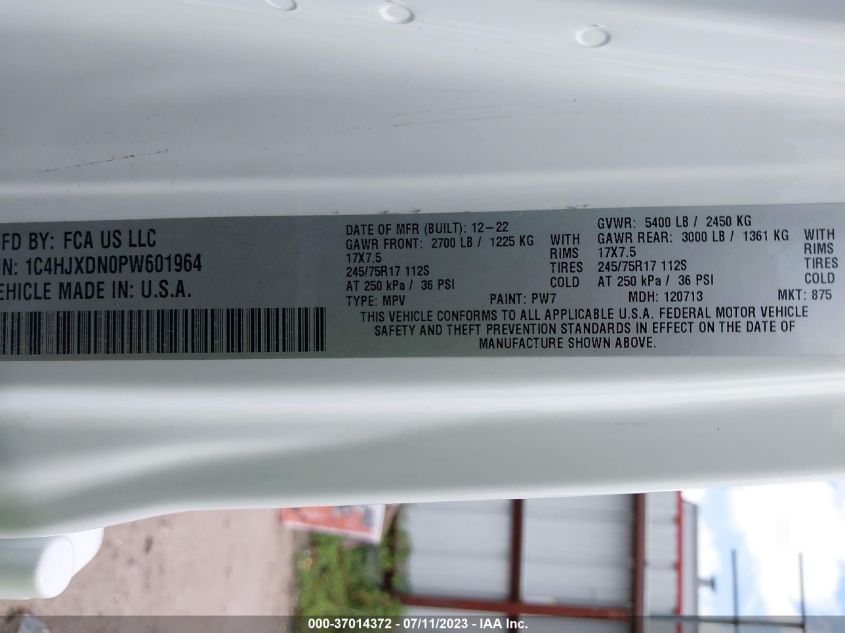 MFD BY: FCA US LLC
1C4HJXDN0PW601964
VEHICLE MADE IN: U.S.A.
DATE OF MFR (BUILT): 12-22 GVWR: 5400 LB / 2450 KG
GAWR FRONT: 2700 LB / 1225 KG WITH GAWR REAR: 3000 LB / 1361 KG WITH
17X7.5 RIMS 17X7.5 RIMS
245/75R17 112S TIRES 245/75R17 112S TIRES
AT 250 kPa / 36 PSI COLD AT 250 kPa / 36 PSI COLD
TYPE: MPV PAINT: PW7 MDH: 120713 MKT: 875
THIS VEHICLE CONFORMS TO ALL APPLICABLE U.S.A. FEDERAL MOTOR VEHICLE
SAFETY AND THEFT PREVENTION STANDARDS IN EFFECT ON THE DATE OF
MANUFACTURE SHOWN ABOVE.
000-37014372 - 07/11/2023 - IAA Inc.